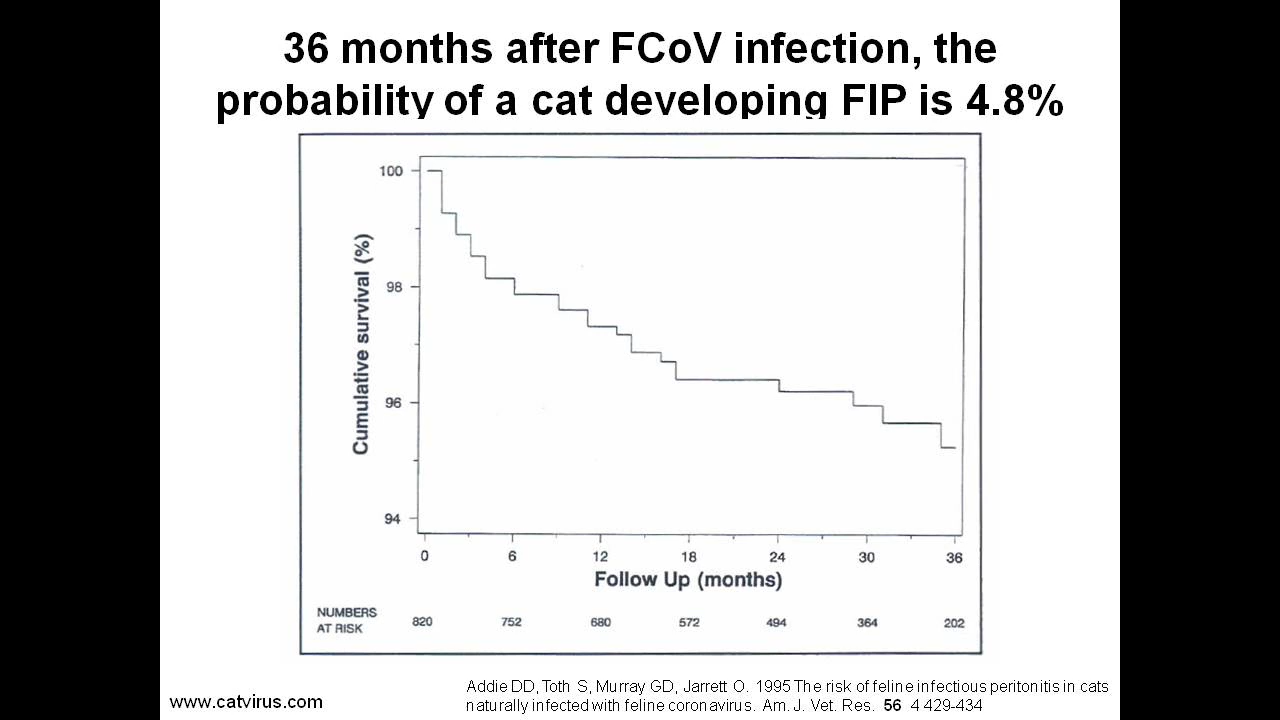 36 months after FCoV infection, the
probability of a cat developing FIP is 4.8%
100
98
96
94
Cumulative survival (%)
0 6 12 18 24 30 36
Follow Up (months)
NUMBERS
AT RISK
820 752 680 572 494 364 202
www.catvirus.com
Addie DD, Toth S, Murray GD, Jarrett O. 1995 The risk of feline infectious peritonitis in cats
naturally infected with feline coronavirus. Am. J. Vet. Res. 56 4 429-434